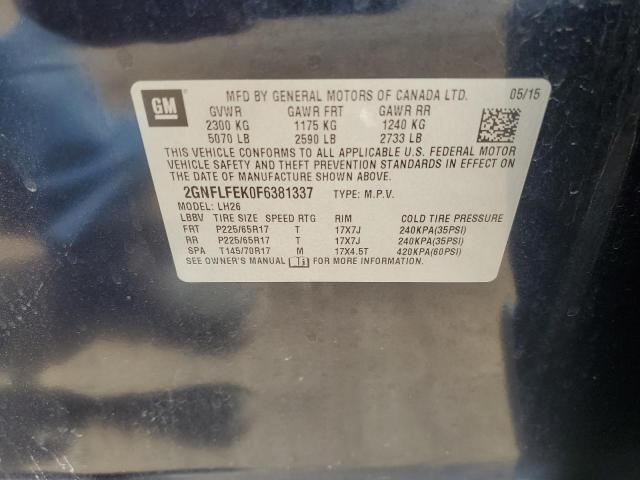 GM
MFD BY GENERAL MOTORS OF CANADA LTD. 05/15
GVWR GAWR FRT GAWR RR
2300 KG 1175 KG 1240 KG
5070 LB 2590 LB 2733 LB
THIS VEHICLE CONFORMS TO ALL APPLICABLE U.S. FEDERAL MOTOR
VEHICLE SAFETY AND THEFT PREVENTION STANDARDS IN EFFECT ON
THE DATE OF MANUFACTURE SHOWN ABOVE.
2GNFLFEK0F6381337 TYPE: M.P.V.
MODEL: LH26
LBBV TIRE SIZE SPEED RTG RIM COLD TIRE PRESSURE
FRT P225/65R17 T 17X7J 240KPA(35PSI)
RR P225/65R17 T 17X7J 240KPA(35PSI)
SPA T145/70R17 M 17X4.5T 420KPA(60PSI)
SEE OWNER'S MANUAL i FOR MORE INFORMATION.